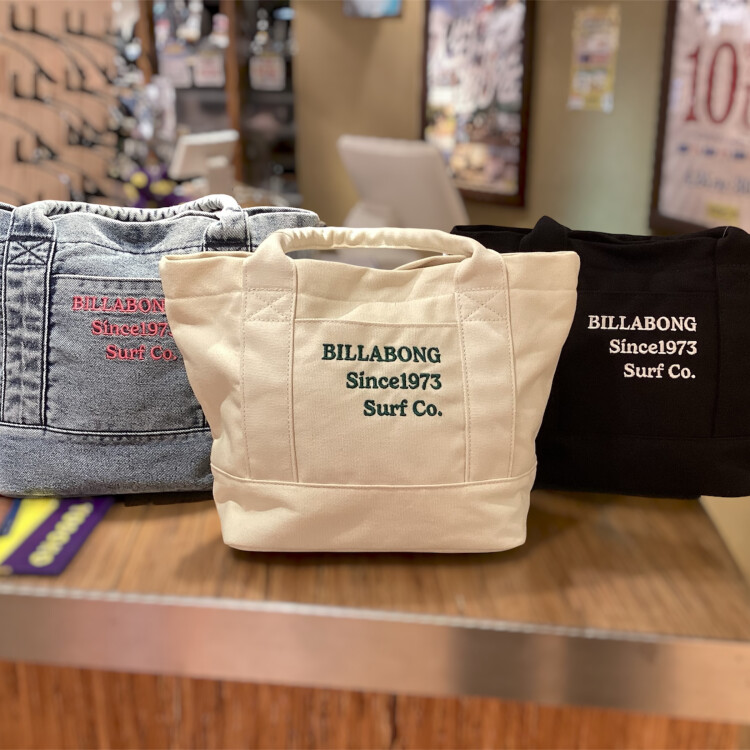 BILLABONG
Since1973
Surf Co.
BILLABONG
Since1973
Surf Co.
BILLABONG
Since1973
Surf Co.